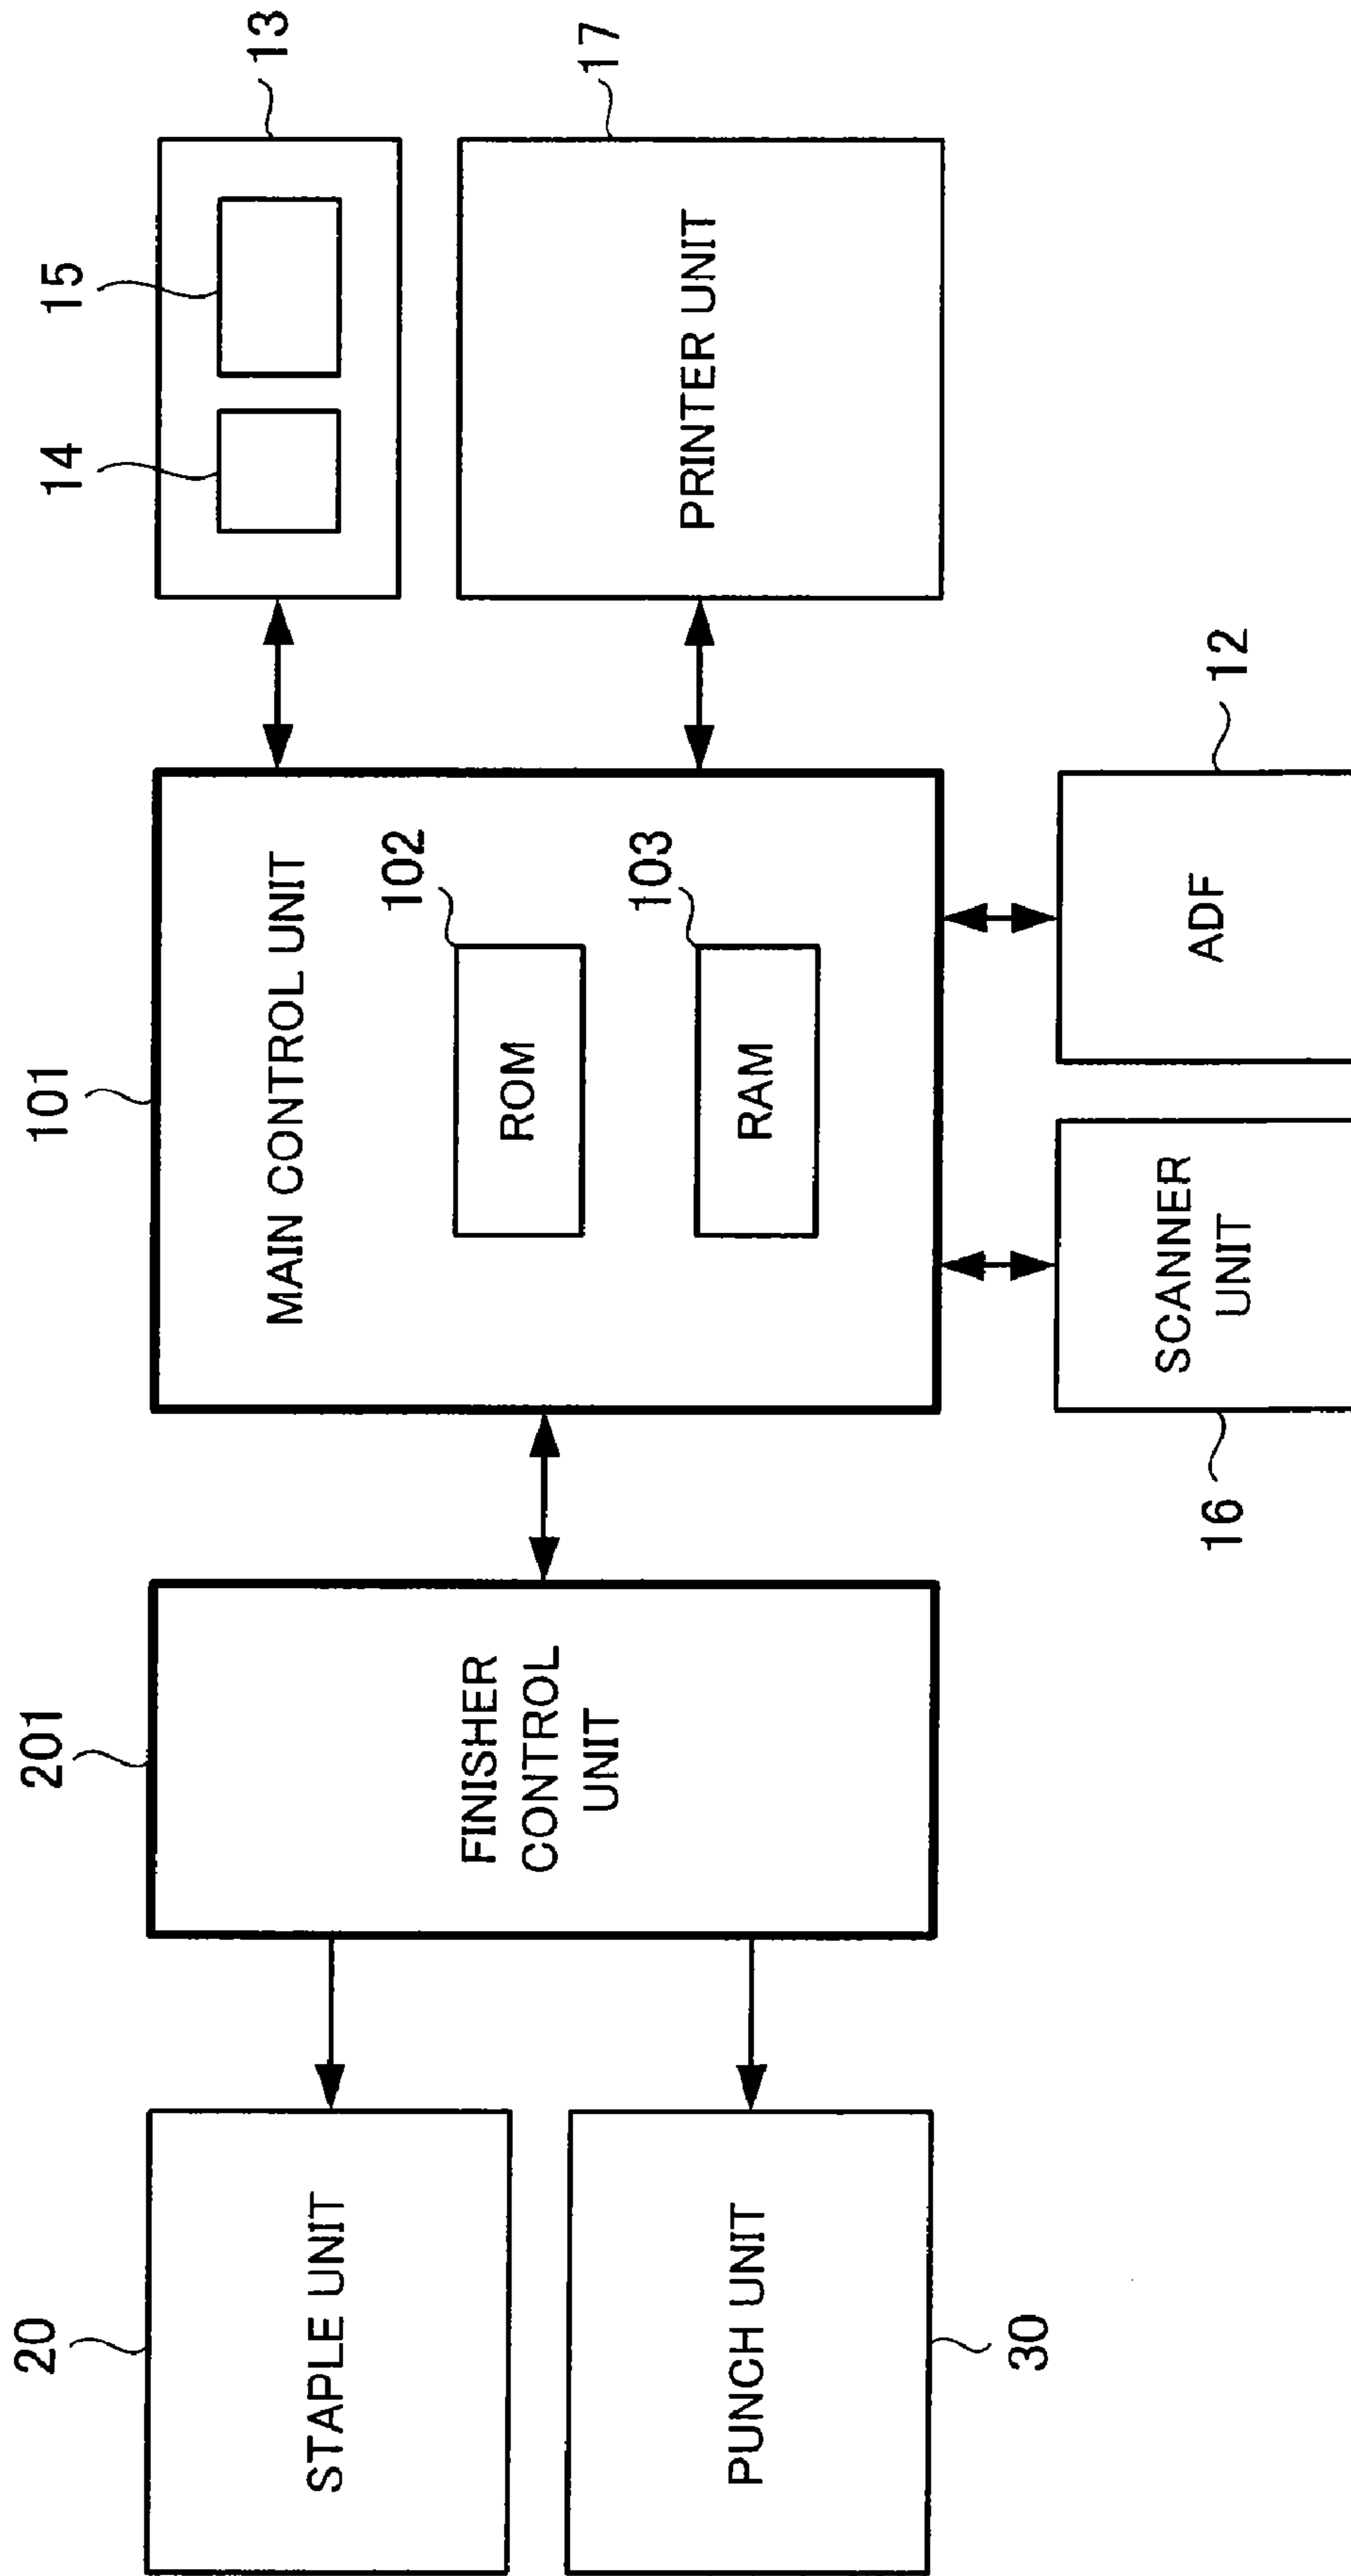 20
STAPLE UNIT
PUNCH UNIT
30
201
FINISHER
CONTROL
UNIT
101
MAIN CONTROL UNIT
102
ROM
103
RAM
16
SCANNER
UNIT
12
ADF
14
15
13
PRINTER UNIT
17